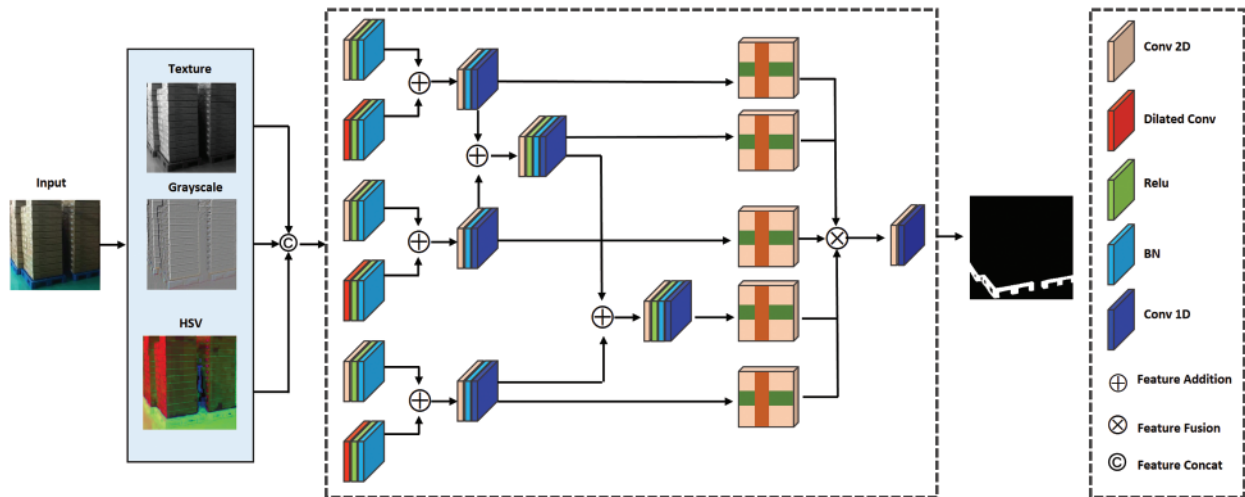 Input
Texture
Grayscale
HSV
C
Conv 2D
Dilated Conv
Relu
BN
Conv 1D
Feature Addition
Feature Fusion
C Feature Concat